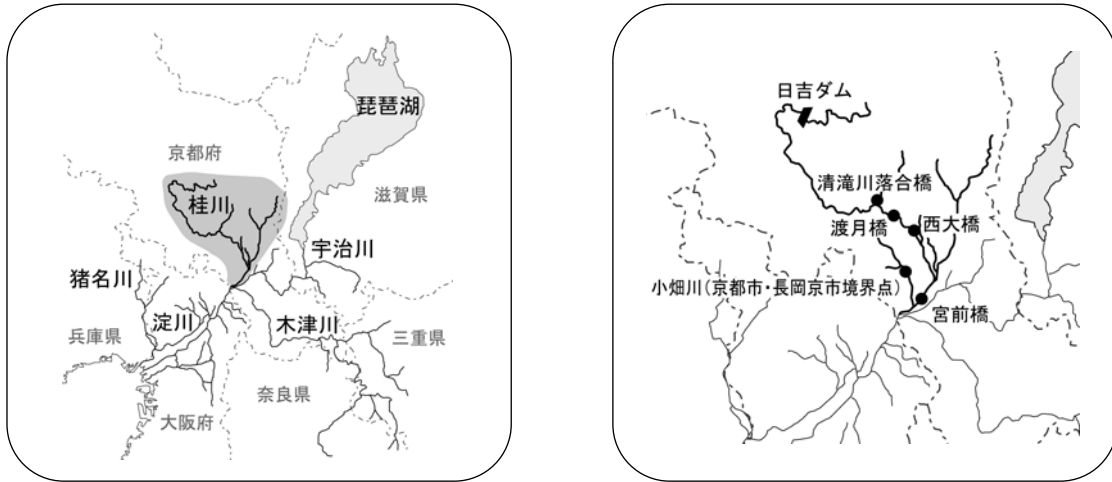 琵琶湖
京都府
滋賀県
桂川
宇治川
猪名川
淀川
木津川
兵庫県
三重県
奈良県
大阪府
日吉ダム
清滝川落合橋
渡月橋
西大橋
小畑川(京都市・長岡京市境界点)
宮前橋